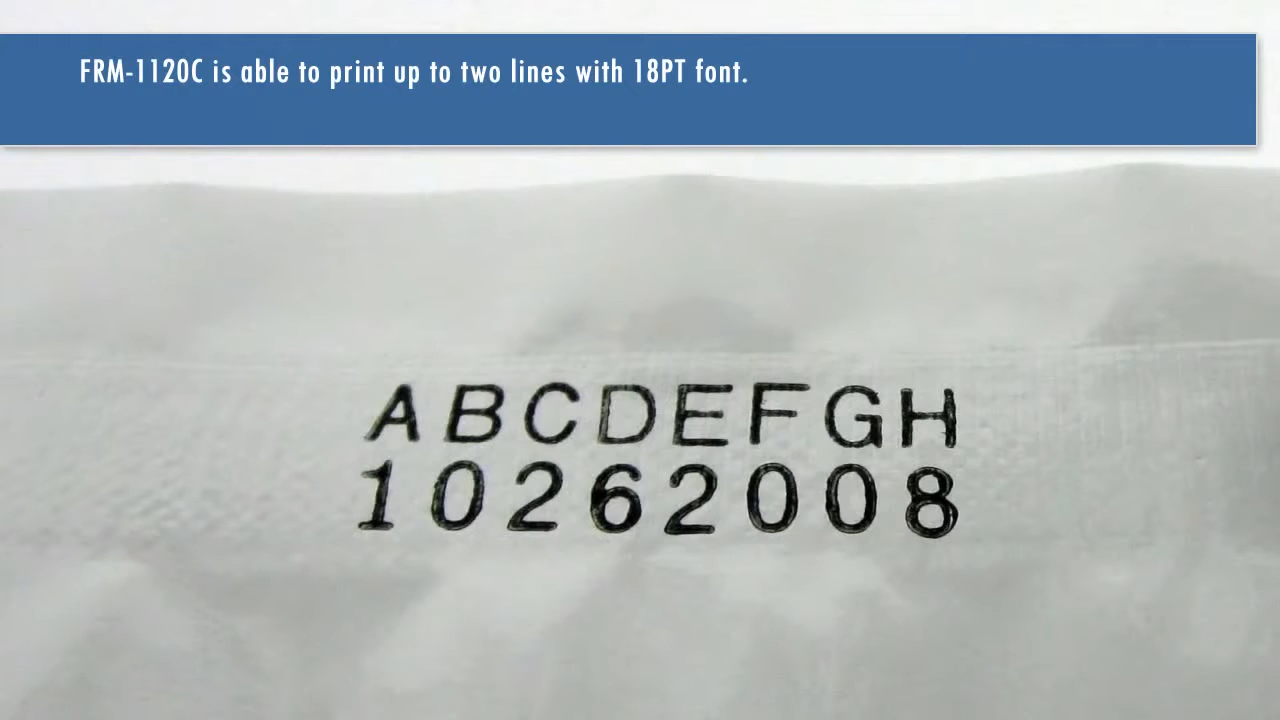 FRM-1120C is able to print up to two lines with 18PT font.
ABCDEFGH
10262008